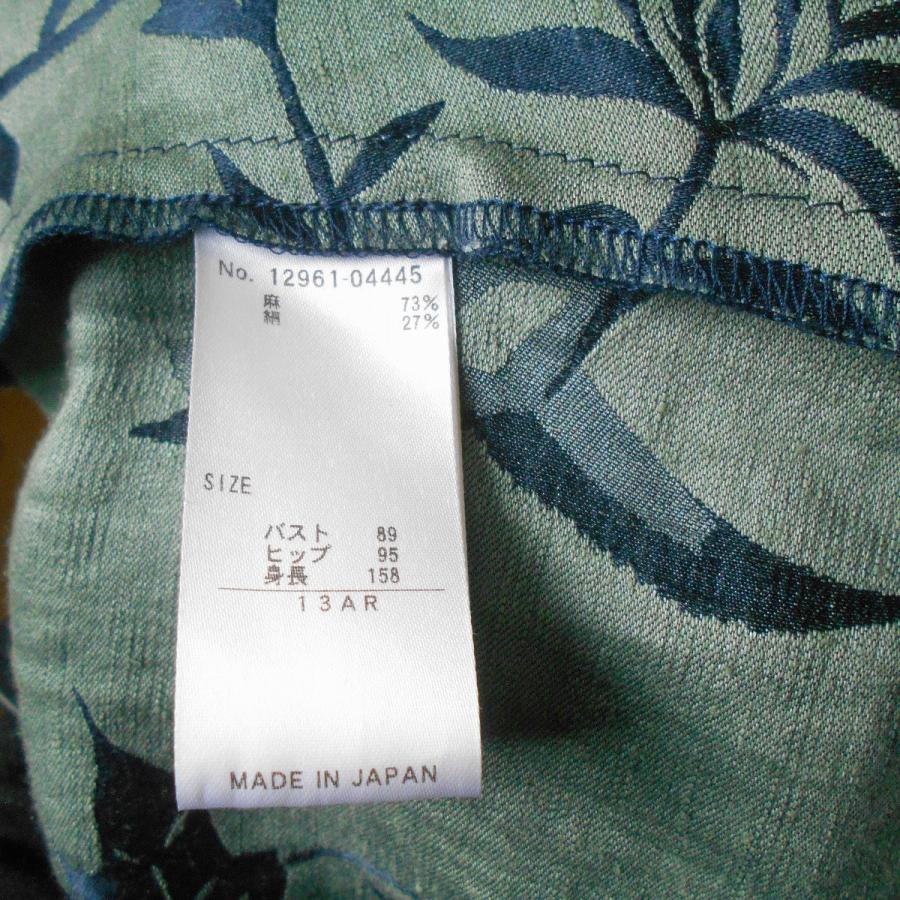 No. 12961-04445
麻 73%
絹 27%
SIZE
バスト 89
ヒップ 95
身長 158
13AR
MADE IN JAPAN